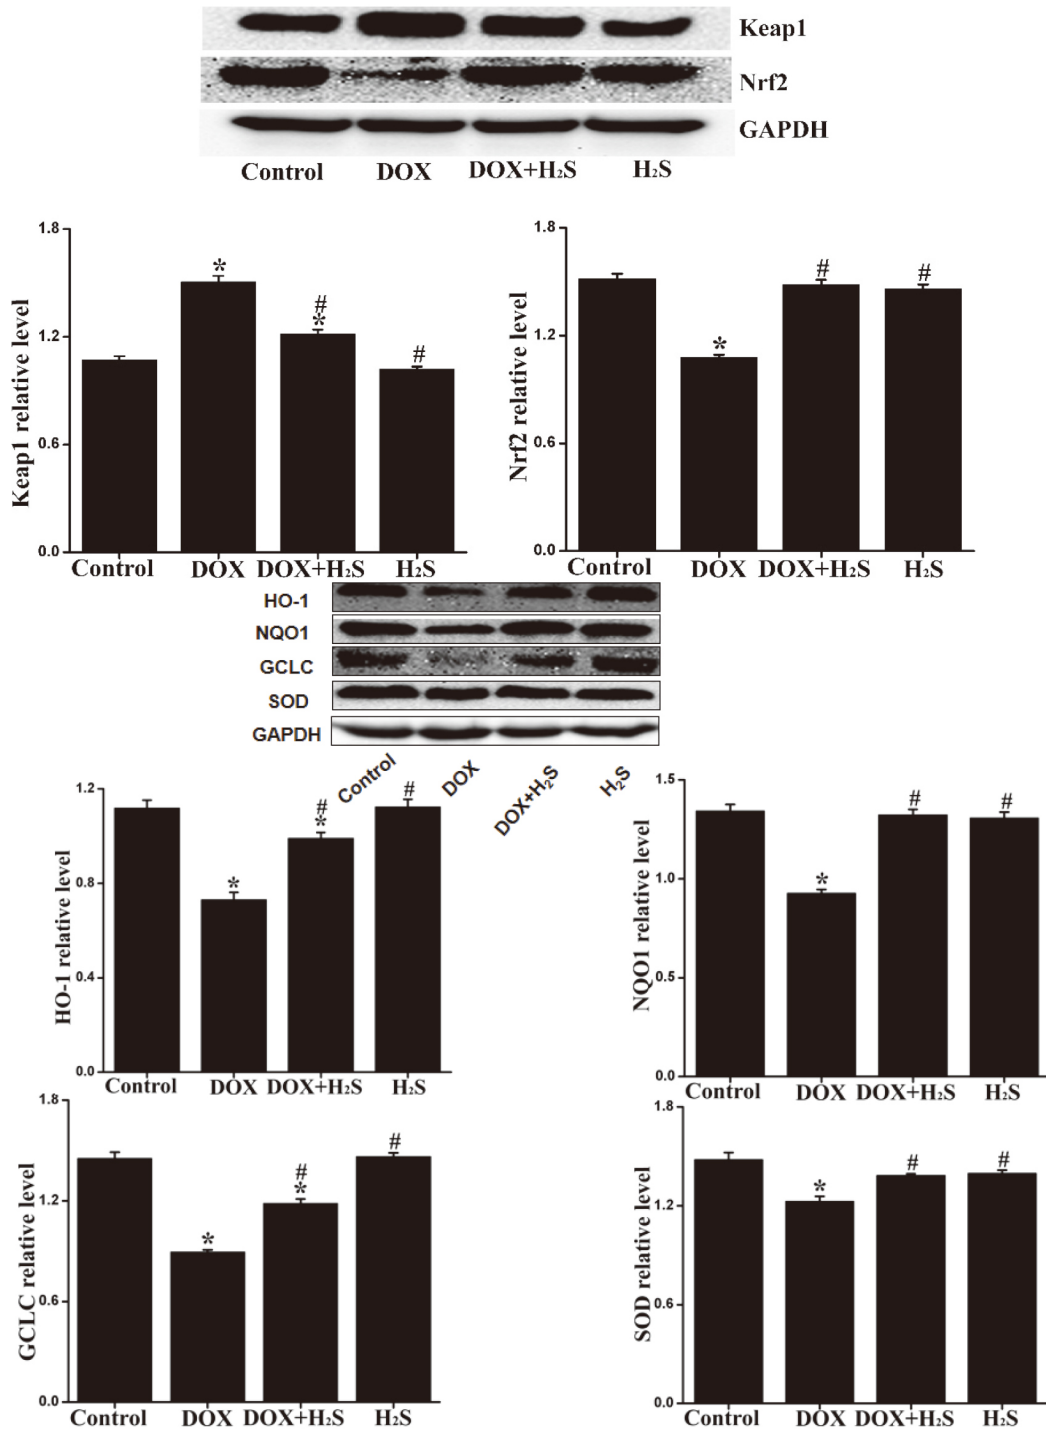 Keap1
Nrf2
GAPDH
Control DOX DOX+H₂S H₂S
Keap1 relative level
1.8
1.2
0.6
0.0
*
#
*
#
Control DOX DOX+H₂S H₂S
Nrf2 relative level
1.8
1.2
0.6
0.0
*
#
#
Control DOX DOX+H₂S H₂S
HO-1
NQO1
GCLC
SOD
GAPDH
Control DOX DOX+H₂S H₂S
HO-1 relative level
1.2
0.8
0.4
0.0
*
#
*
#
Control DOX DOX+H₂S H₂S
NQO1 relative level
1.5
1.0
0.5
0.0
*
#
#
Control DOX DOX+H₂S H₂S
GCLC relative level
1.8
1.2
0.6
0.0
*
#
*
#
Control DOX DOX+H₂S H₂S
SOD relative level
1.8
1.2
0.6
0.0
*
#
#
Control DOX DOX+H₂S H₂S